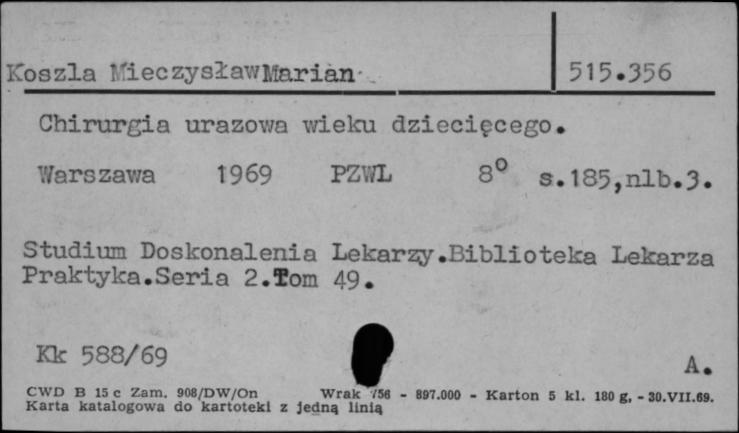 Koszla Mieczysław Marian 515.356
Chirurgia urazowa wieku dziecięcego.
Warszawa 1969 PZWL 8° s.185,nlb.3.
Studium Doskonalenia Lekarzy.Biblioteka Lekarza
Praktyka.Seria 2.Tom 49.
Kk 588/69 A.
CWD B 15 c Zam. 908/DW/On Wrak 756 - 897.000 - Karton 5 kl. 180 g. - 30.VII.69.
Karta katalogowa do kartoteki z jedną linią